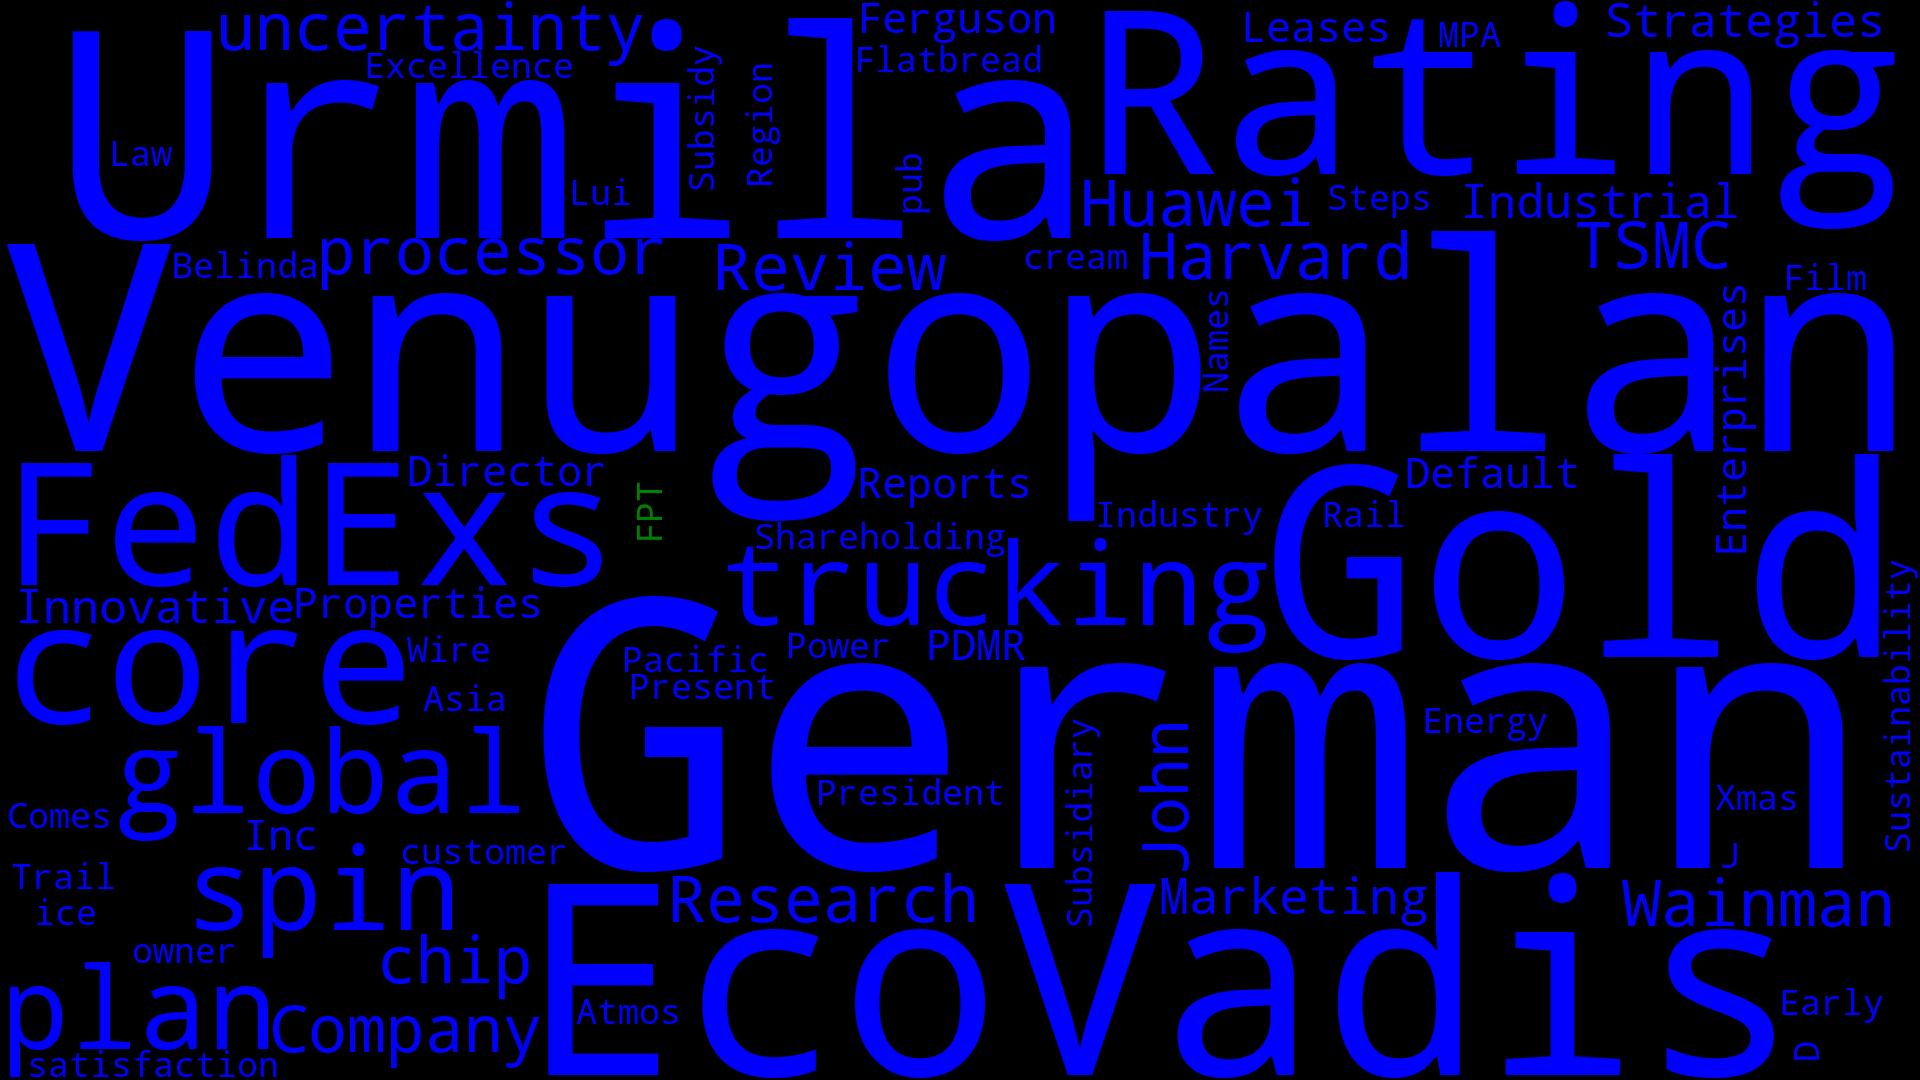 uncertainty
Ferguson
Leases
MPA
Strategies
Urmila
Rating
Excellence
Flatbread
Subsidy
Region
Law
Lui
pub
Huawei
Steps
Industrial
Belinda
processor
Review
cream
Harvard
TSMC
Film
Venugopalan
Names
Enterprises
FedExs
Director
FPT
Reports
Default
Shareholding
Industry
Rail
Gold
trucking
Innovative
Properties
core
Wire
Pacific
Power
PDMR
Present
Asia
German
Energy
Sustainability
global
President
Subsidiary
John
Xmas
Comes
Inc
customer
Trail
spin
ice
Research
Marketing
Wainman
owner
chip
EcoVadis
plan
Company
Atmos
Early
satisfaction
D